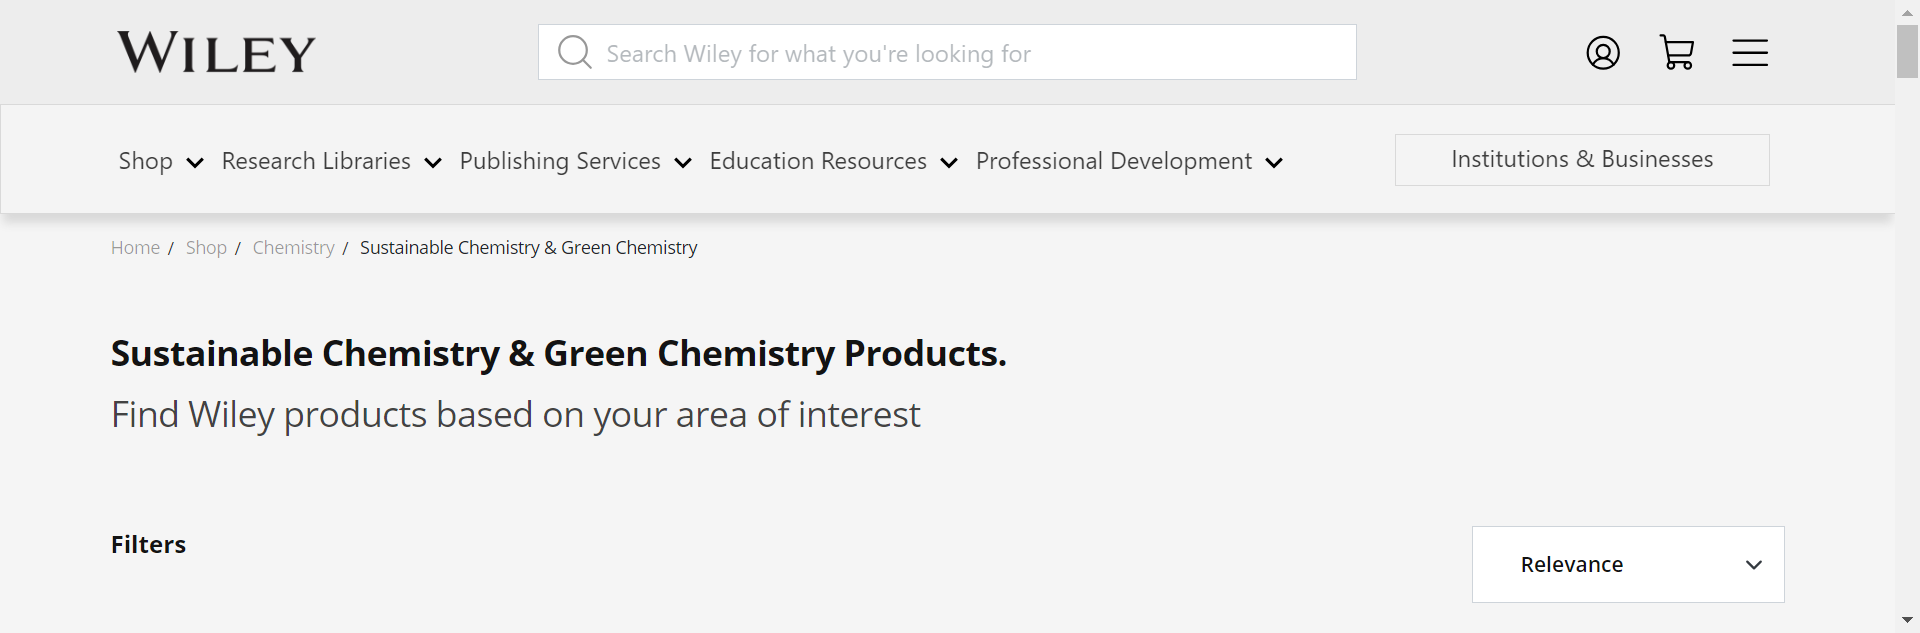 WILEY
Search Wiley for what you're looking for
Shop Research Libraries Publishing Services Education Resources Professional Development Institutions & Businesses
Home / Shop / Chemistry / Sustainable Chemistry & Green Chemistry
Sustainable Chemistry & Green Chemistry Products.
Find Wiley products based on your area of interest
Filters
Relevance